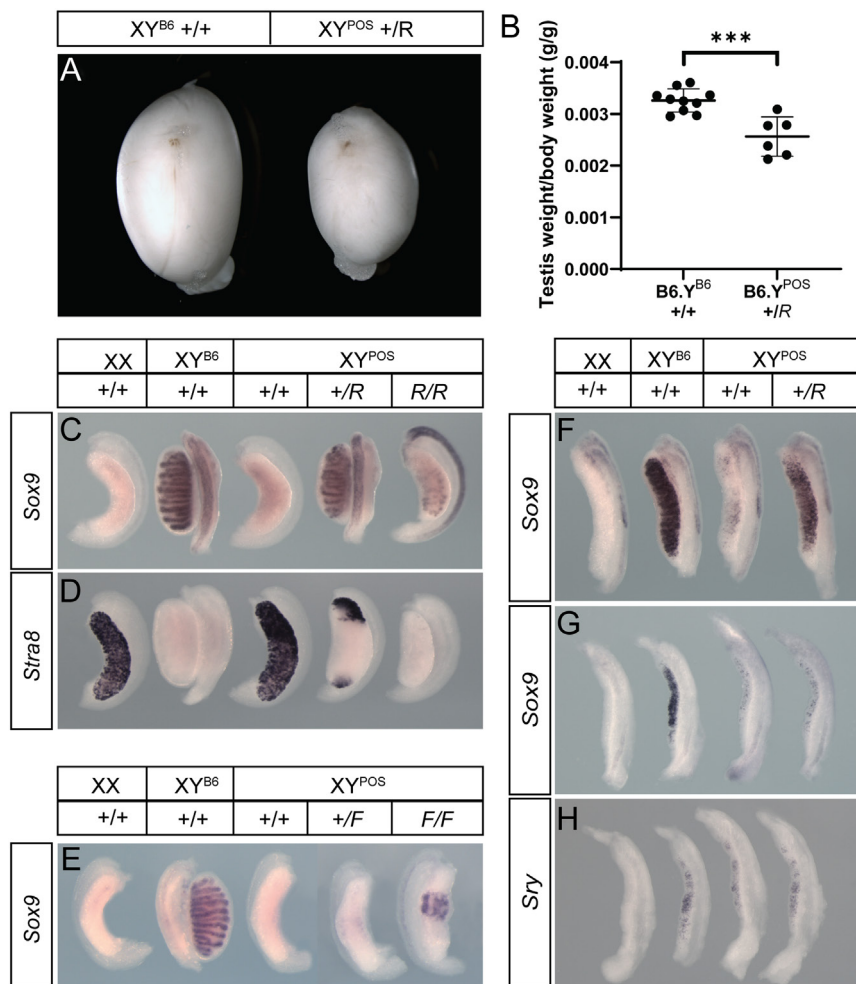 XY^B6 +/+ XY^POS +/R
A
B
***
Testis weight/body weight (g/g)
0.004
0.003
0.002
0.001
0.000
B6.Y^B6 B6.Y^POS
+/+ +/R
XX XY^B6 XY^POS
+/+ +/+ +/+ +/R R/R
C
Sox9
D
Stra8
XX XY^B6 XY^POS
+/+ +/+ +/+ +/F F/F
E
Sox9
XX XY^B6 XY^POS
+/+ +/+ +/+ +/R
F
Sox9
G
Sox9
H
Sry